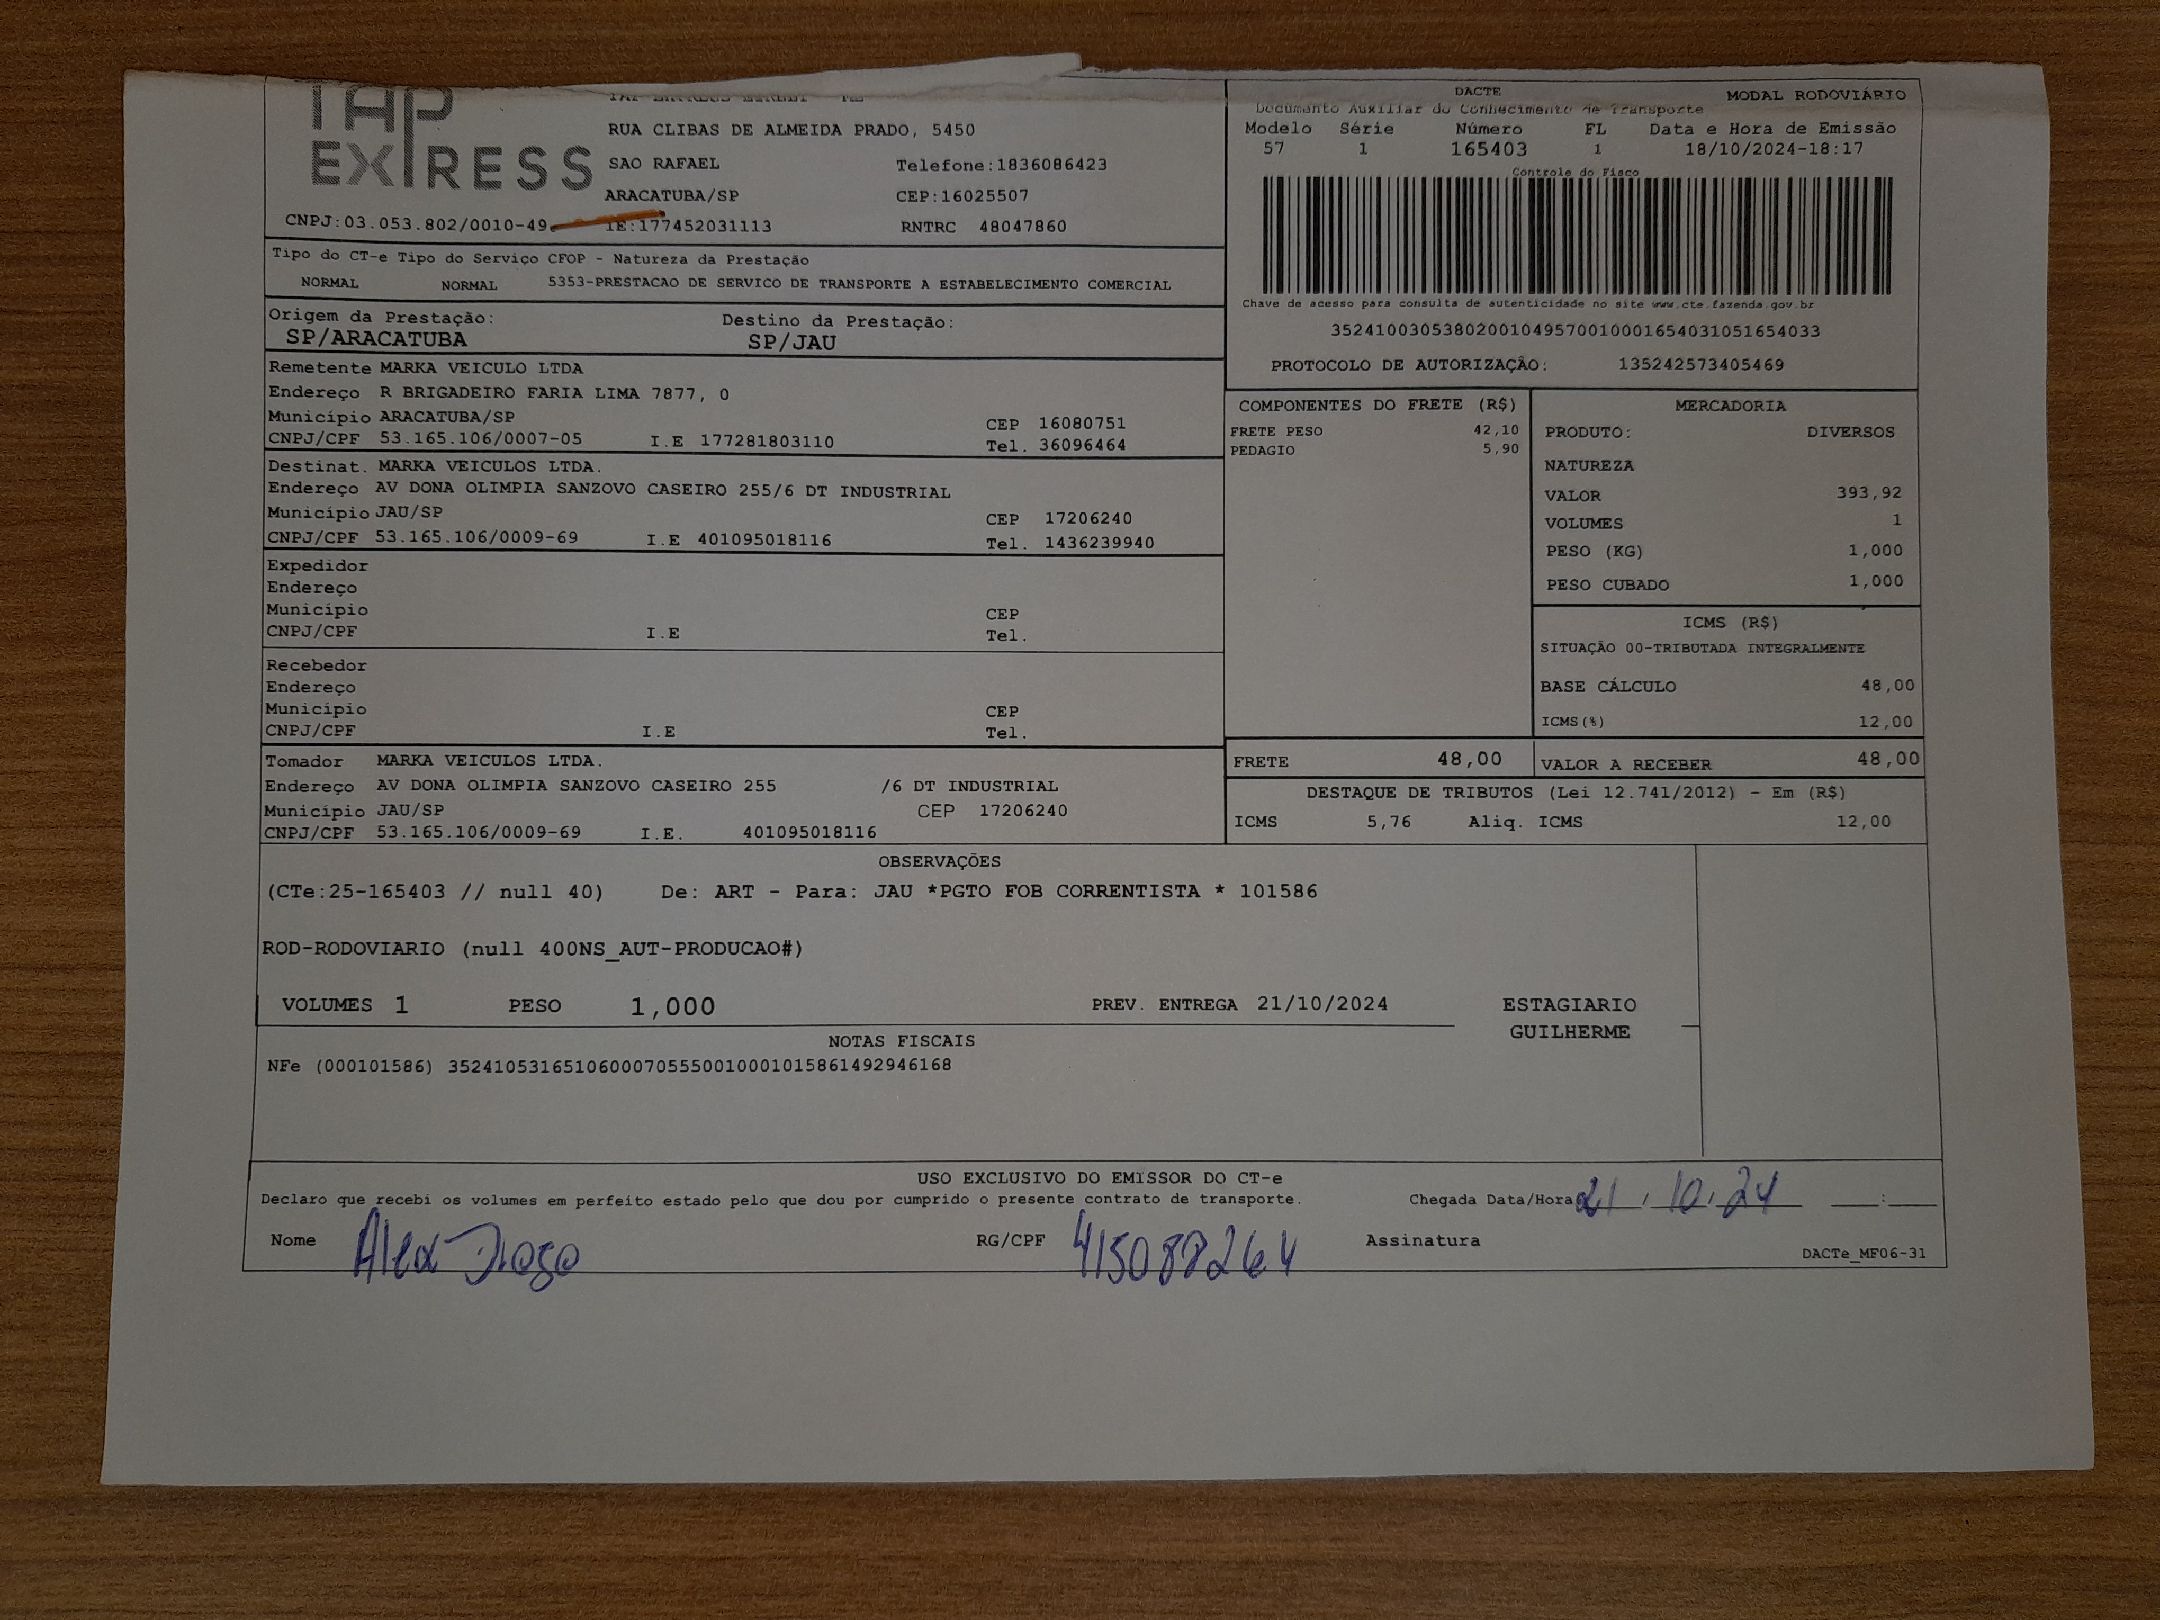 TAP
EXPRESS
RUA CLIBAS DE ALMEIDA PRADO, 5450
SAO RAFAEL Telefone:1836086423
ARACATUBA/SP CEP:16025507
CNPJ:03.053.802/0010-49 IE:177452031113 RNTRC 48047860
DACTE MODAL RODOVIÁRIO
Documento Auxiliar do Conhecimento de Transporte
Modelo Série Número FL Data e Hora de Emissão
57 1 165403 1 18/10/2024-18:17
Controle do Fisco
Chave de acesso para consulta de autenticidade no site www.cte.fazenda.gov.br
35241003053802001049570010001654031051654033
PROTOCOLO DE AUTORIZAÇÃO: 135242573405469
Tipo do CT-e Tipo do Serviço CFOP - Natureza da Prestação
NORMAL NORMAL 5353-PRESTACAO DE SERVICO DE TRANSPORTE A ESTABELECIMENTO COMERCIAL
Origem da Prestação: Destino da Prestação:
SP/ARACATUBA SP/JAU
Remetente MARKA VEICULO LTDA
Endereço R BRIGADEIRO FARIA LIMA 7877, 0
Município ARACATUBA/SP CEP 16080751
CNPJ/CPF 53.165.106/0007-05 I.E 177281803110 Tel. 36096464
Destinat. MARKA VEICULOS LTDA.
Endereço AV DONA OLIMPIA SANZOVO CASEIRO 255/6 DT INDUSTRIAL
Município JAU/SP CEP 17206240
CNPJ/CPF 53.165.106/0009-69 I.E 401095018116 Tel. 1436239940
Expedidor
Endereço
Município CEP
CNPJ/CPF I.E Tel.
Recebedor
Endereço
Município CEP
CNPJ/CPF I.E Tel.
Tomador MARKA VEICULOS LTDA.
Endereço AV DONA OLIMPIA SANZOVO CASEIRO 255 /6 DT INDUSTRIAL
Município JAU/SP CEP 17206240
CNPJ/CPF 53.165.106/0009-69 I.E. 401095018116
COMPONENTES DO FRETE (R$)
FRETE PESO 42,10
PEDAGIO 5,90
MERCADORIA
PRODUTO: DIVERSOS
NATUREZA
VALOR 393,92
VOLUMES 1
PESO (KG) 1,000
PESO CUBADO 1,000
ICMS (R$)
SITUAÇÃO 00-TRIBUTADA INTEGRALMENTE
BASE CÁLCULO 48,00
ICMS(%) 12,00
FRETE 48,00 VALOR A RECEBER 48,00
DESTAQUE DE TRIBUTOS (Lei 12.741/2012) - Em (R$)
ICMS 5,76 Aliq. ICMS 12,00
OBSERVAÇÕES
(CTe:25-165403 // null 40) De: ART - Para: JAU *PGTO FOB CORRENTISTA * 101586
ROD-RODOVIARIO (null 400NS_AUT-PRODUCAO#)
VOLUMES 1 PESO 1,000 PREV. ENTREGA 21/10/2024 ESTAGIARIO
GUILHERME
NOTAS FISCAIS
NFe (000101586) 35241053165106000705550010001015861492946168
USO EXCLUSIVO DO EMISSOR DO CT-e
Declaro que recebi os volumes em perfeito estado pelo que dou por cumprido o presente contrato de transporte. Chegada Data/Hora 21.10.24 :
Nome Alex Diogo RG/CPF 415088264 Assinatura
DACTe_MF06-31